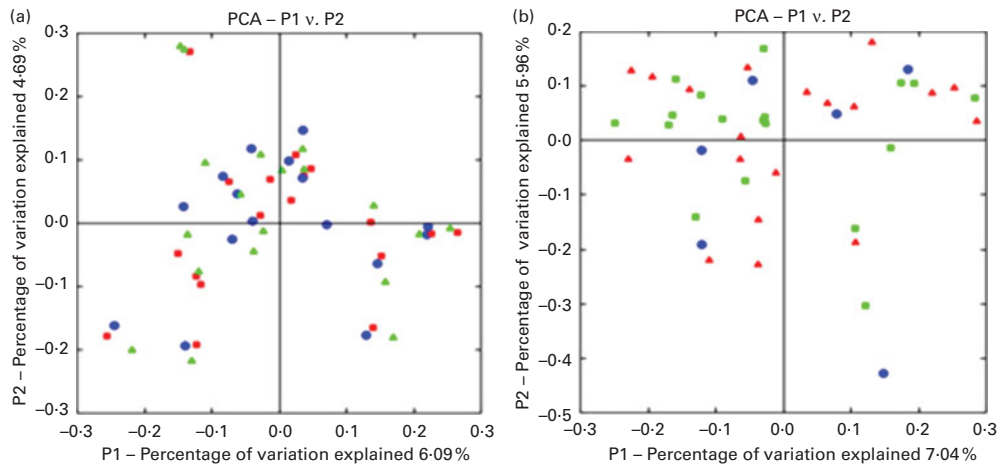 (a)
PCA – P1 v. P2
P2 – Percentage of variation explained 4·69 %
0·3
0·2
0·1
0·0
–0·1
–0·2
–0·3
–0·3 –0·2 –0·1 0·0 0·1 0·2 0·3
P1 – Percentage of variation explained 6·09 %
(b)
PCA – P1 v. P2
P2 – Percentage of variation explained 5·96 %
0·2
0·1
0·0
–0·1
–0·2
–0·3
–0·4
–0·5
–0·3 –0·2 –0·1 0·0 0·1 0·2 0·3
P1 – Percentage of variation explained 7·04 %